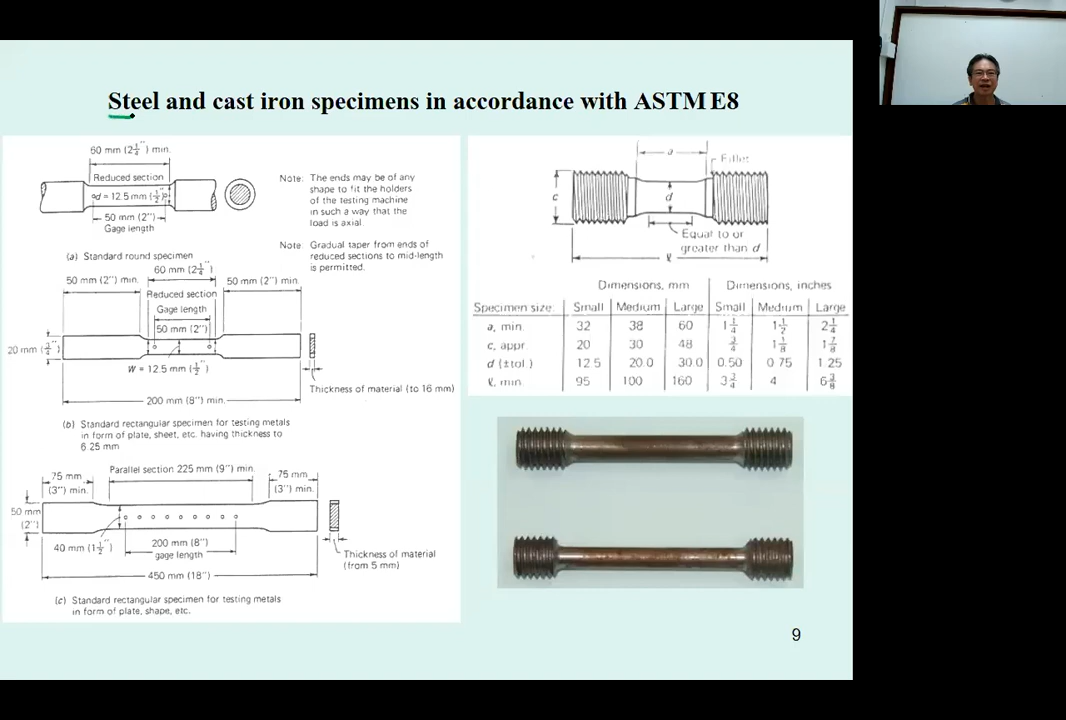 Steel and cast iron specimens in accordance with ASTM E8
60 mm (2 1/4") min.
Reduced section
d = 12.5 mm (1/2")
50 mm (2")
Gage length
Note: The ends may be of any
shape to fit the holders
of the testing machine
in such a way that the
load is axial.
Note: Gradual taper from ends of
reduced sections to mid-length
is permitted.
(a) Standard round specimen
60 mm (2 1/4")
50 mm (2") min.
50 mm (2") min.
Reduced section
Gage length
50 mm (2")
20 mm (3/4")
W = 12.5 mm (1/2")
Thickness of material (to 16 mm)
200 mm (8") min.
(b) Standard rectangular specimen for testing metals
in form of plate, sheet, etc. having thickness to
6.25 mm
Parallel section 225 mm (9") min.
75 mm
(3") min.
75 mm
(3") min.
50 mm
(2")
40 mm (1 1/2")
200 mm (8")
gage length
Thickness of material
(from 5 mm)
450 mm (18")
(c) Standard rectangular specimen for testing metals
in form of plate, shape, etc.
a
Fillet
c
d
Equal to or
greater than d
ℓ
Dimensions, mm Dimensions, inches
Specimen size: Small Medium Large Small Medium Large
a, min. 32 38 60 1 1/4 1 1/2 2 1/4
c, appr. 20 30 48 3/4 1 1/8 1 7/8
d (±tol.) 12.5 20.0 30.0 0.50 0.75 1.25
ℓ, min 95 100 160 3 3/4 4 6 3/8
9